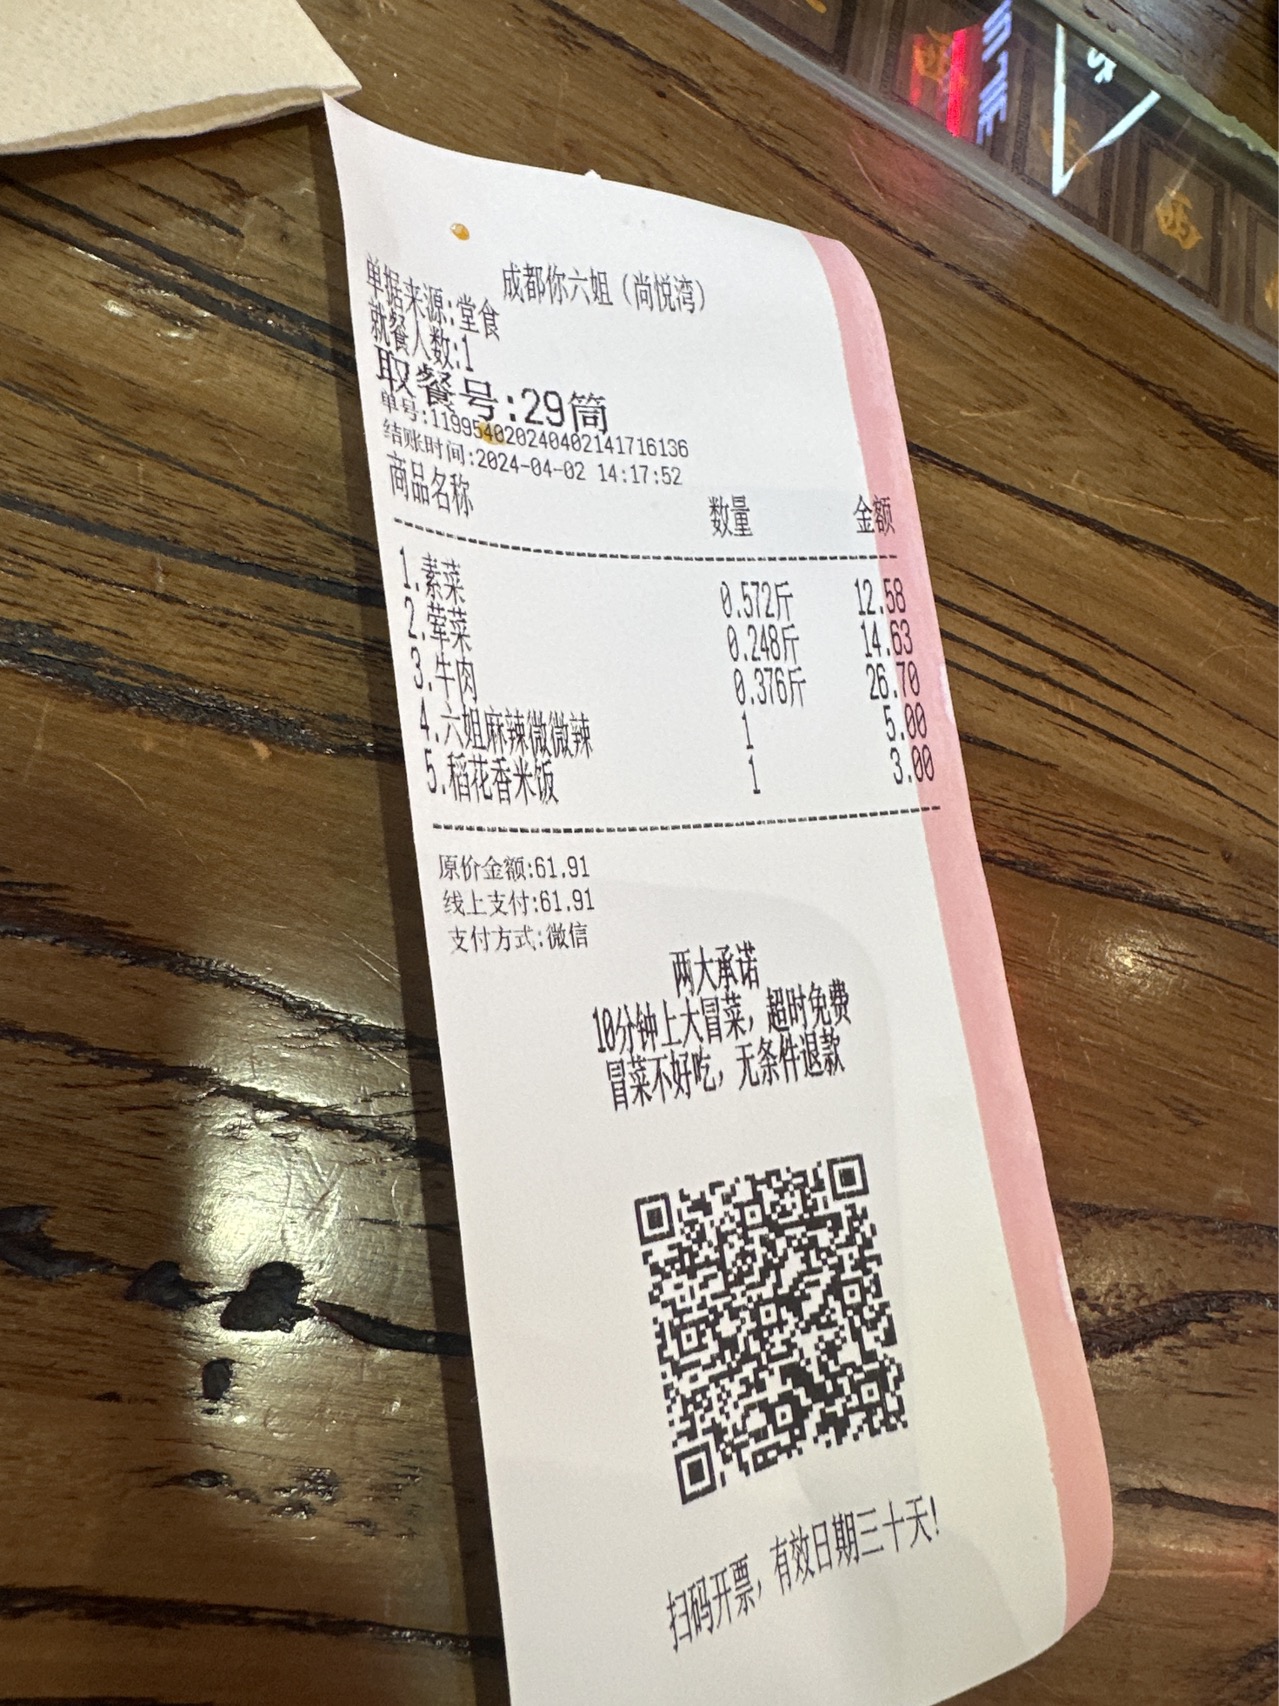 成都你六姐（尚悦湾）
单据来源:堂食
就餐人数:1
取餐号:29筒
单号:119954020240402141716136
结账时间:2024-04-02 14:17:52
商品名称 数量 金额
1.素菜 0.572斤 12.58
2.荤菜 0.248斤 14.63
3.牛肉 0.376斤 26.70
4.六姐麻辣微微辣 1 5.00
5.稻花香米饭 1 3.00
原价金额:61.91
线上支付:61.91
支付方式:微信
两大承诺
10分钟上大冒菜，超时免费
冒菜不好吃，无条件退款
扫码开票，有效日期三十天!